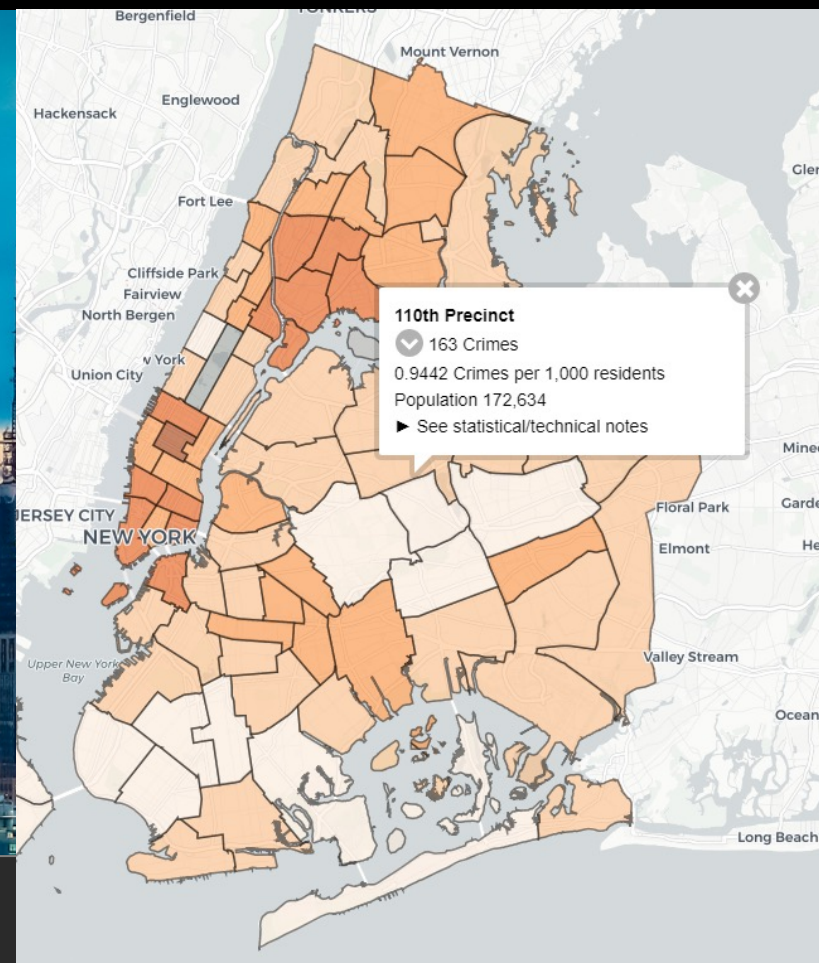 Bergenfield
Mount Vernon
Englewood
Hackensack
Fort Lee
Cliffside Park
Fairview
North Bergen
110th Precinct
163 Crimes
0.9442 Crimes per 1,000 residents
Population 172,634
► See statistical/technical notes
York
Union City
JERSEY CITY
NEW YORK
Floral Park
Elmont
Valley Stream
Upper New York
Bay
Long Beach